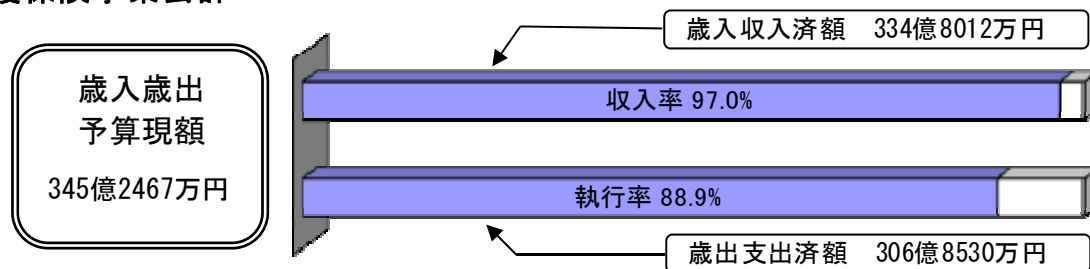 保険事業会計
歳入収入済額　334億8012万円
歳入歳出
予算現額
345億2467万円
収入率 97.0%
執行率 88.9%
歳出支出済額　306億8530万円